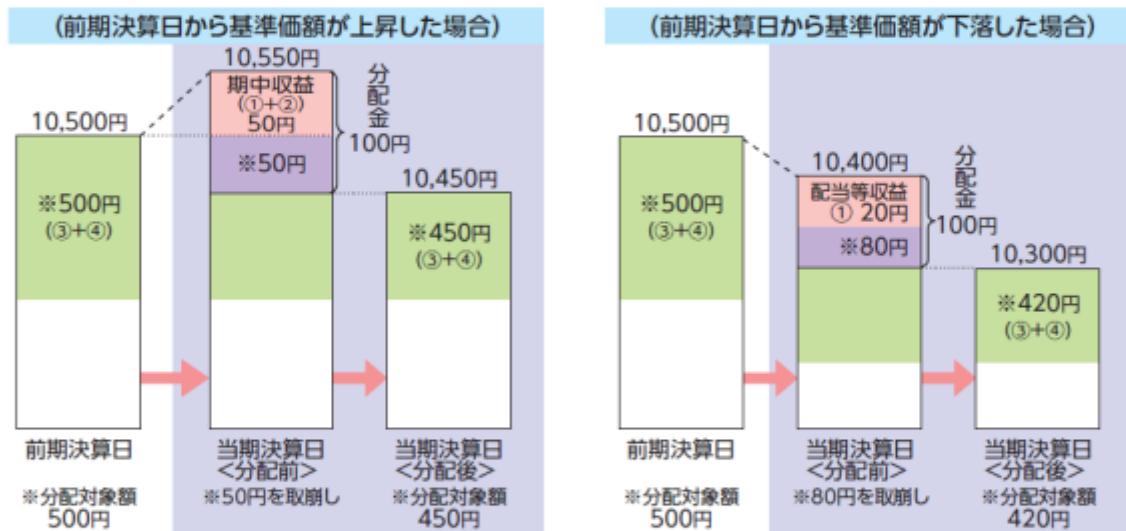 （前期決算日から基準価額が上昇した場合）
10,550円
期中収益
(①+②)
50円
分配金
100円
10,500円
※50円
10,450円
※500円
(③+④)
※450円
(③+④)
前期決算日
当期決算日
<分配前>
当期決算日
<分配後>
※分配対象額
500円
※50円を取崩し
※分配対象額
450円
（前期決算日から基準価額が下落した場合）
10,500円
10,400円
分配金
100円
配当等収益
① 20円
※80円
※500円
(③+④)
10,300円
※420円
(③+④)
前期決算日
当期決算日
<分配前>
当期決算日
<分配後>
※分配対象額
500円
※80円を取崩し
※分配対象額
420円